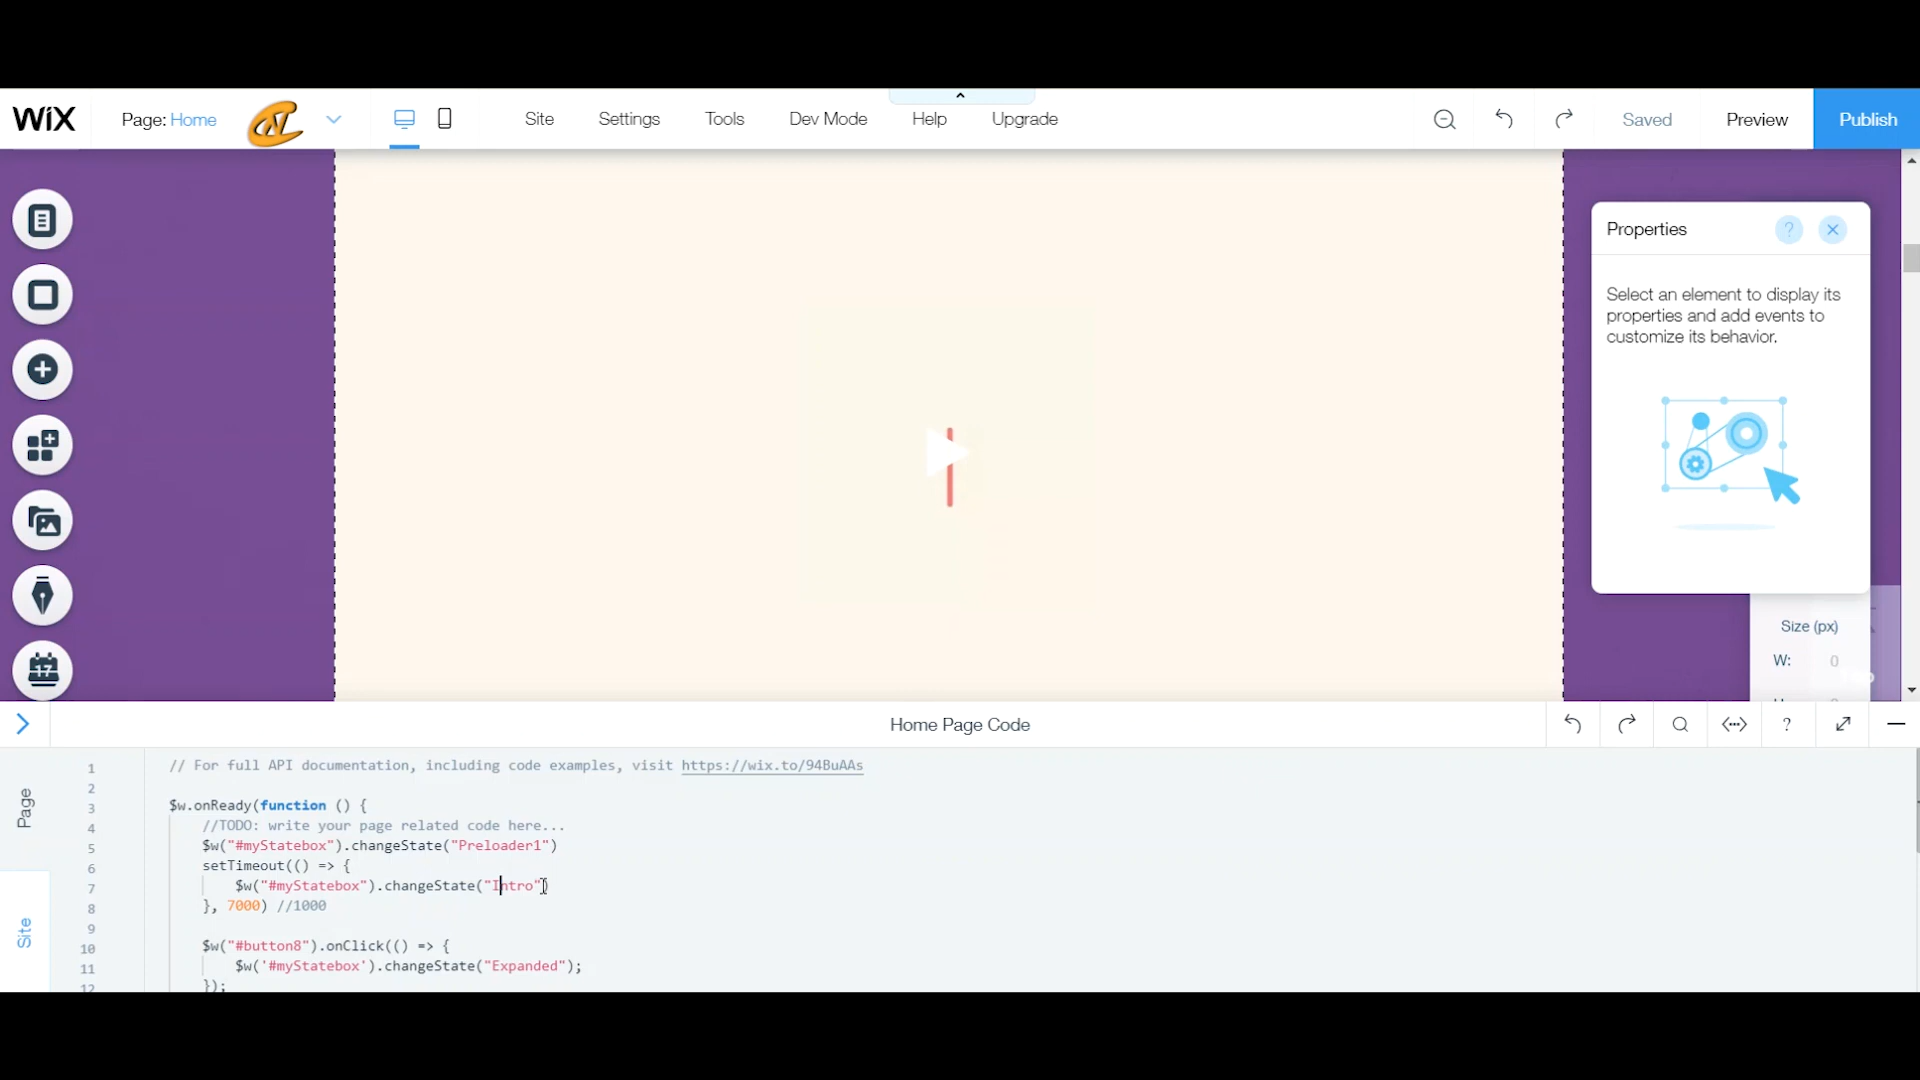 WiX Page: Home Site Settings Tools Dev Mode Help Upgrade Saved Preview Publish
Properties ?
Select an element to display its
properties and add events to
customize its behavior.
17
Size (px)
W: 0
Home Page Code ?
Page
Site
1 // For full API documentation, including code examples, visit https://wix.to/94BuAAs
2
3 $w.onReady(function () {
4 //TODO: write your page related code here...
5 $w("#myStatebox").changeState("Preloader1")
6 setTimeout(() => {
7 $w("#myStatebox").changeState("Intro")
8 }, 7000) //1000
9
10 $w("#button8").onClick(() => {
11 $w('#myStatebox').changeState("Expanded");
12 });